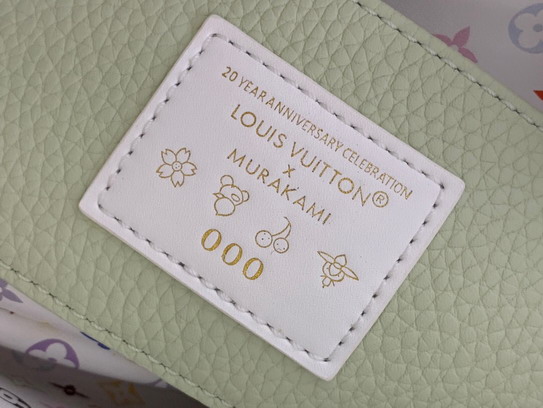 20 YEAR ANNIVERSARY CELEBRATION
LOUIS VUITTON®
×
MURAKAMI
000